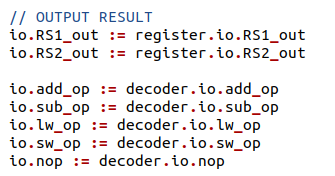 // OUTPUT RESULT
io.RS1_out := register.io.RS1_out
io.RS2_out := register.io.RS2_out
io.add_op := decoder.io.add_op
io.sub_op := decoder.io.sub_op
io.lw_op := decoder.io.lw_op
io.sw_op := decoder.io.sw_op
io.nop := decoder.io.nop